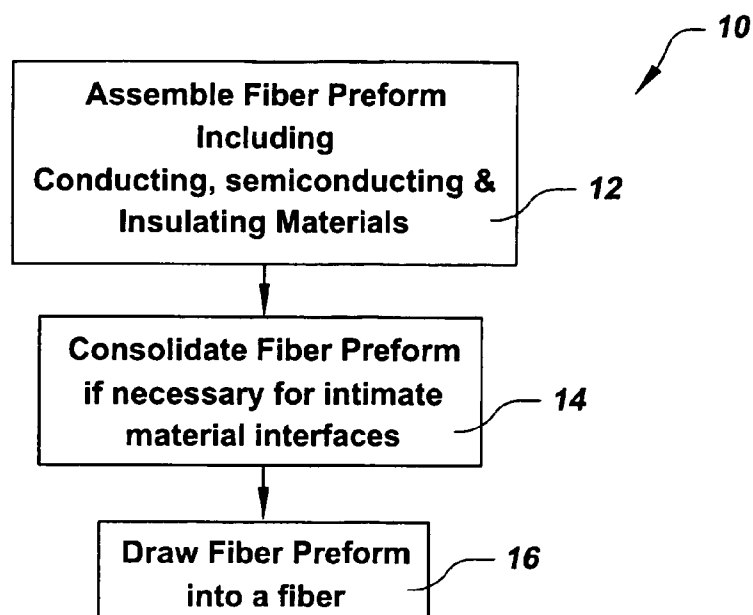 10
Assemble Fiber Preform
Including
Conducting, semiconducting &
Insulating Materials
12
Consolidate Fiber Preform
if necessary for intimate
material interfaces
14
Draw Fiber Preform
into a fiber
16